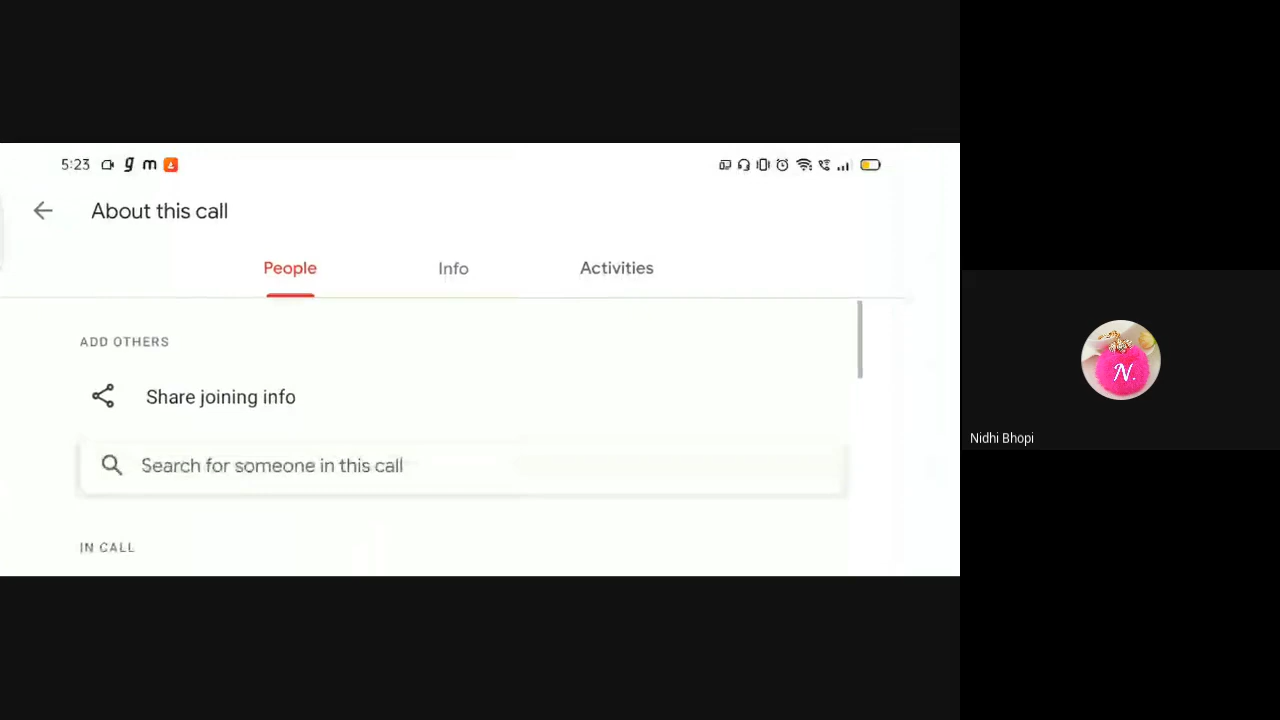 5:23 g m
About this call
People Info Activities
ADD OTHERS
Share joining info
Search for someone in this call
IN CALL
N.
Nidhi Bhopi